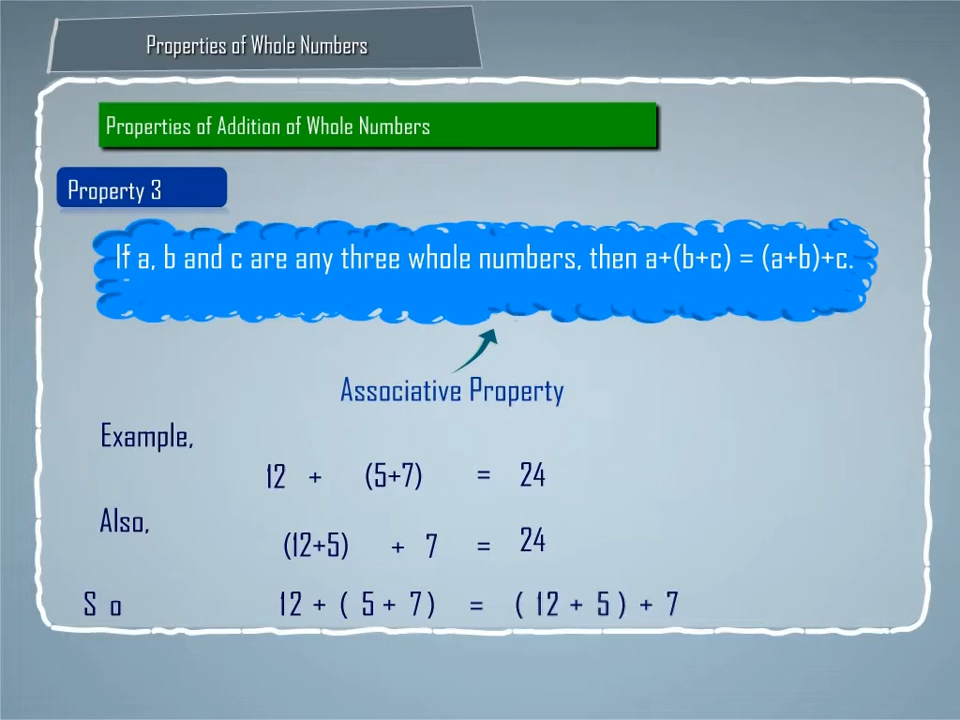 Properties of Whole Numbers
Properties of Addition of Whole Numbers
Property 3
If a, b and c are any three whole numbers, then a+(b+c) = (a+b)+c.
Associative Property
Example,
12 + (5+7) = 24
Also,
(12+5) + 7 = 24
S o 12 + ( 5 + 7 ) = ( 12 + 5 ) + 7